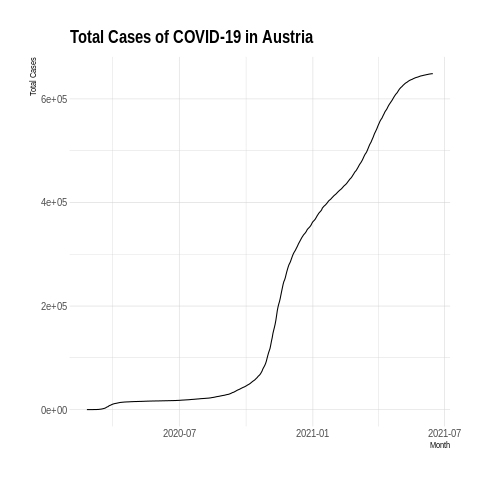 Total Cases of COVID-19 in Austria
Total Cases
6e+05
4e+05
2e+05
0e+00
2020-07 2021-01 2021-07
Month